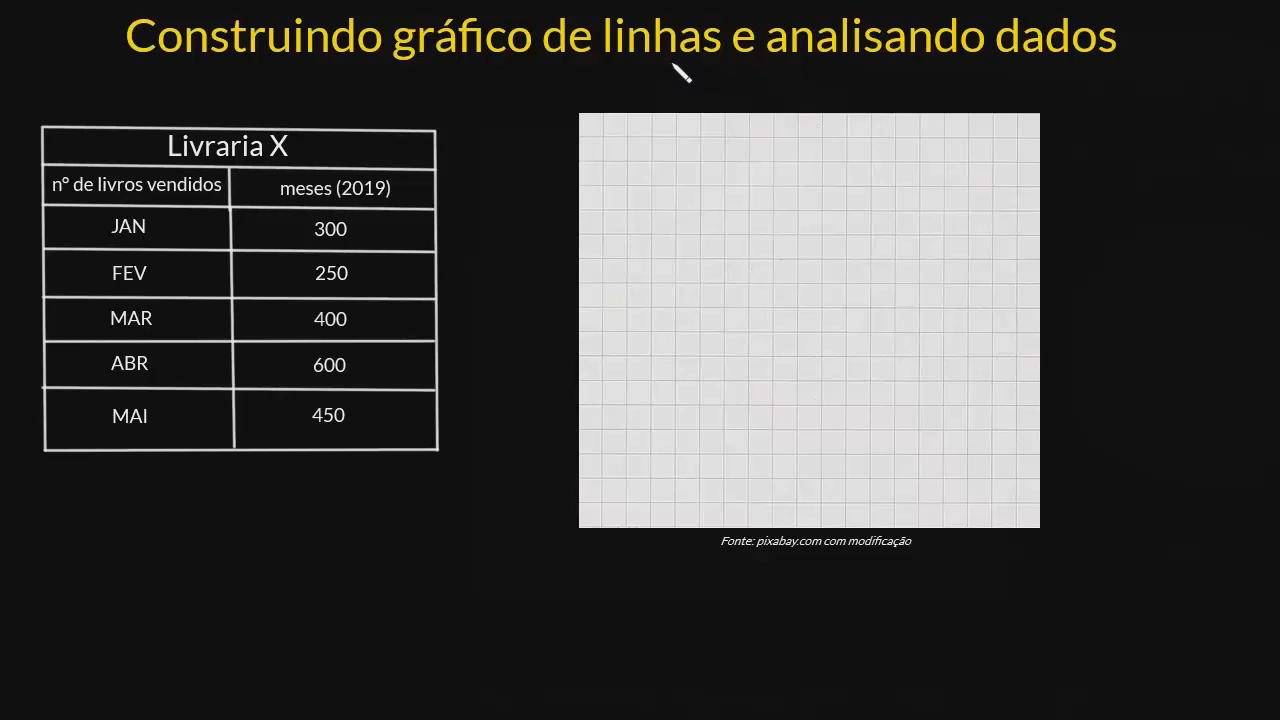 Construindo gráfico de linhas e analisando dados
Livraria X
nº de livros vendidos meses (2019)
JAN 300
FEV 250
MAR 400
ABR 600
MAI 450
Fonte: pixabay.com com modificação